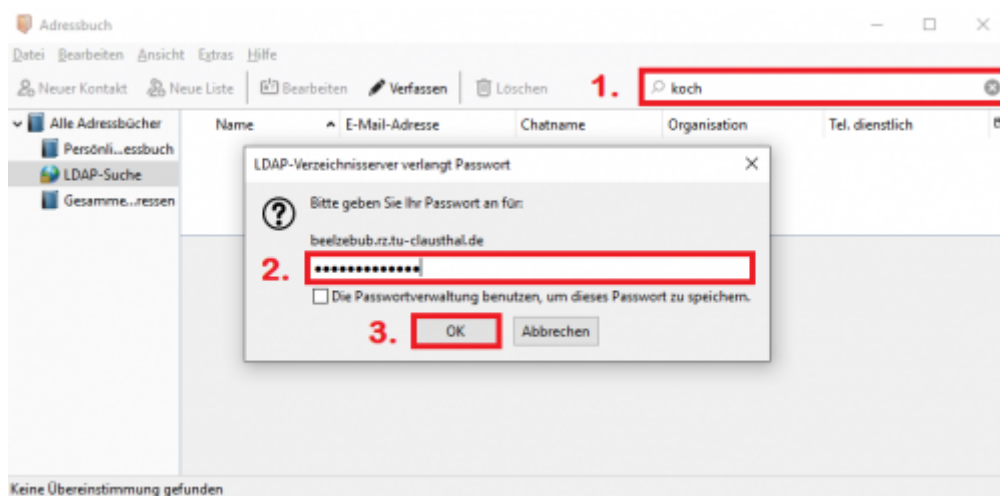 Adressbuch
Datei Bearbeiten Ansicht Extras Hilfe
Neuer Kontakt Neue Liste Bearbeiten Verfassen Löschen 1. koch
Alle Adressbücher Name E-Mail-Adresse Chatname Organisation Tel. dienstlich
Persönli...essbuch
LDAP-Suche
Gesamme...ressen
LDAP-Verzeichnisserver verlangt Passwort
Bitte geben Sie Ihr Passwort an für:
beelzebub.rz.tu-clausthal.de
2. •••••••••••••
Die Passwortverwaltung benutzen, um dieses Passwort zu speichern.
3. OK Abbrechen
Keine Übereinstimmung gefunden